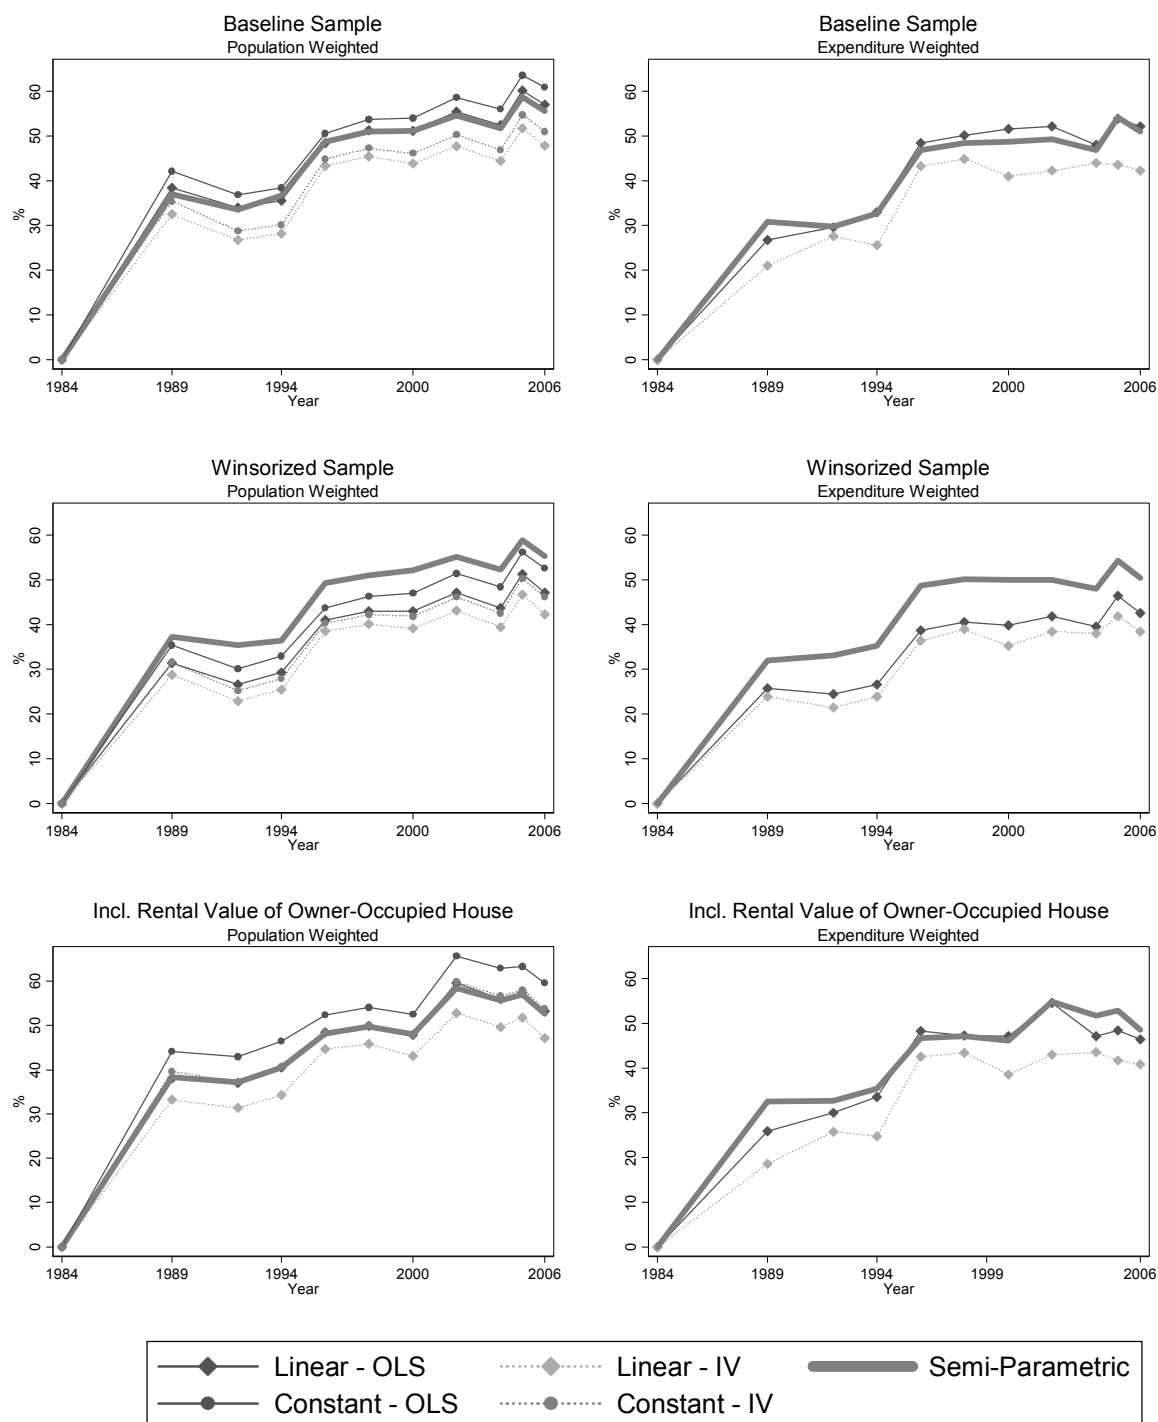 Baseline Sample
Population Weighted
60
50
40
30
20
10
0
%
1984 1989 1994 2000 2006
Year
Baseline Sample
Expenditure Weighted
60
50
40
30
20
10
0
%
1984 1989 1994 2000 2006
Year
Winsorized Sample
Population Weighted
60
50
40
30
20
10
0
%
1984 1989 1994 2000 2006
Year
Winsorized Sample
Expenditure Weighted
60
50
40
30
20
10
0
%
1984 1989 1994 2000 2006
Year
Incl. Rental Value of Owner-Occupied House
Population Weighted
60
50
40
30
20
10
0
%
1984 1989 1994 2000 2006
Year
Incl. Rental Value of Owner-Occupied House
Expenditure Weighted
60
50
40
30
20
10
0
%
1984 1989 1994 1999 2006
Year
Linear - OLS Linear - IV Semi-Parametric
Constant - OLS Constant - IV